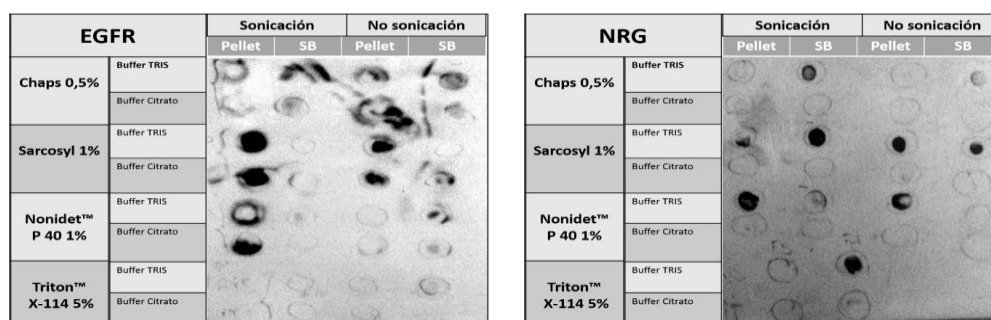 EGFR
Sonicación
No sonicación
Pellet
SB
Pellet
SB
Chaps 0,5%
Buffer TRIS
Buffer Citrato
Sarcosyl 1%
Buffer TRIS
Buffer Citrato
Nonidet™
P 40 1%
Buffer TRIS
Buffer Citrato
Triton™
X-114 5%
Buffer TRIS
Buffer Citrato
NRG
Sonicación
No sonicación
Pellet
SB
Pellet
SB
Chaps 0,5%
Buffer TRIS
Buffer Citrato
Sarcosyl 1%
Buffer TRIS
Buffer Citrato
Nonidet™
P 40 1%
Buffer TRIS
Buffer Citrato
Triton™
X-114 5%
Buffer TRIS
Buffer Citrato